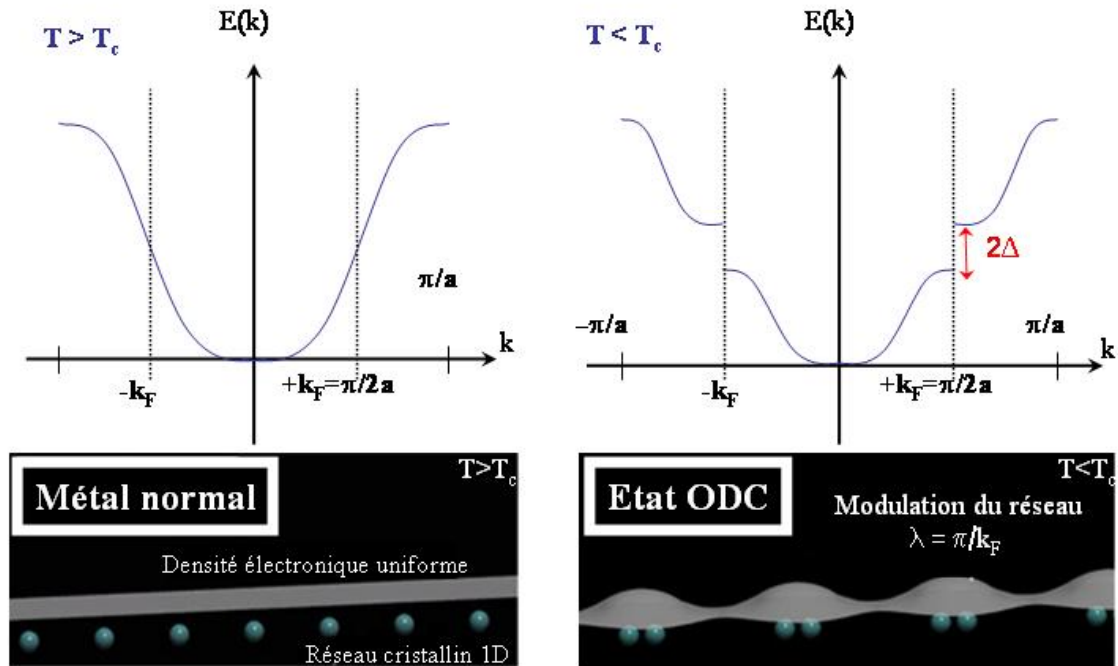 T > Tc
E(k)
π/a
-kF
+kF=π/2a
T < Tc
E(k)
2Δ
−π/a
π/a
k
-kF
+kF=π/2a
T>Tc
Métal normal
Densité électronique uniforme
Réseau cristallin 1D
T<Tc
Etat ODC
Modulation du réseau
λ = π/kF